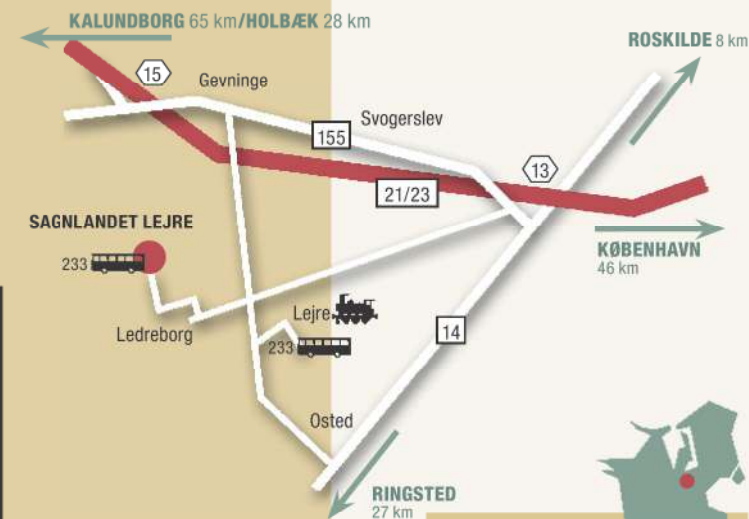 KALUNDBORG 65 km/HOLBÆK 28 km
ROSKILDE 8 km
15
Gevninge
Svogerslev
155
13
21/23
SAGNLANDET LEJRE
233
KØBENHAVN
46 km
Lejre
Ledreborg
14
233
Osted
RINGSTED
27 km